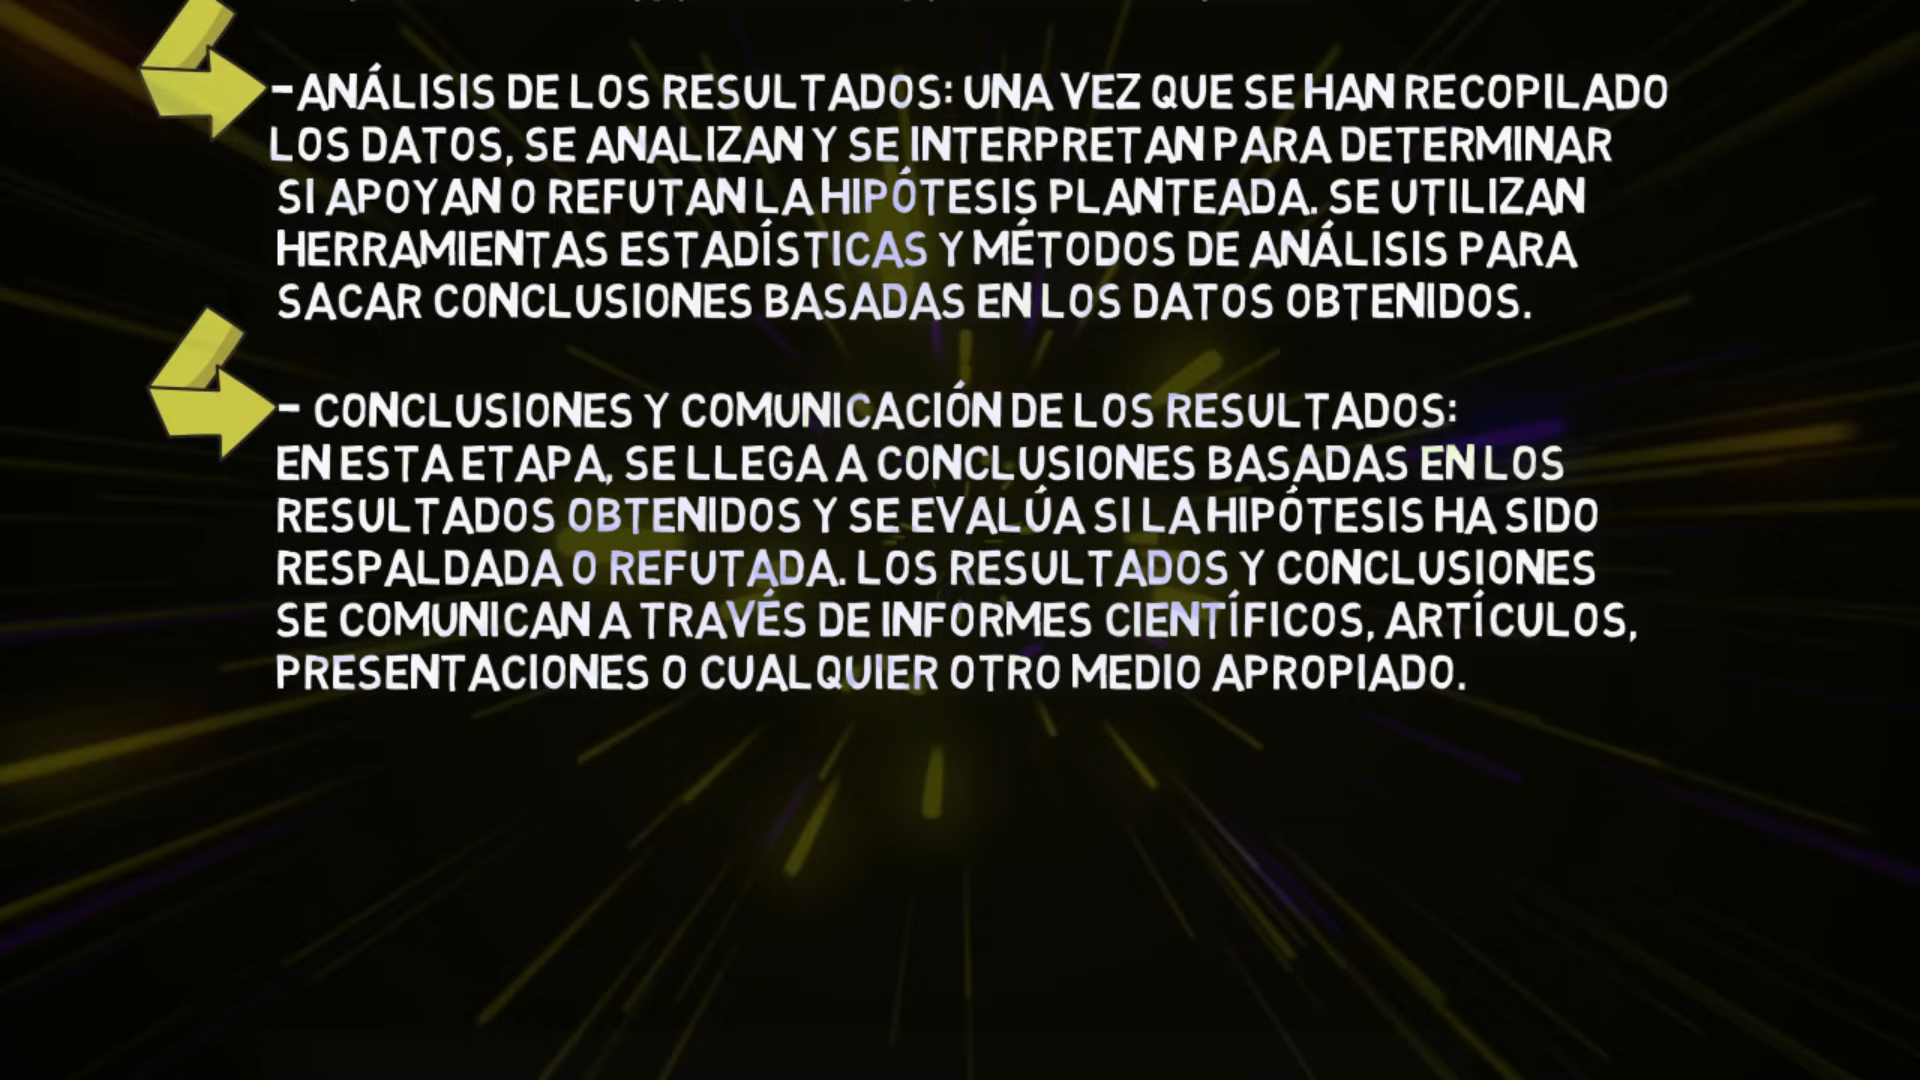 -ANÁLISIS DE LOS RESULTADOS: UNA VEZ QUE SE HAN RECOPILADO
LOS DATOS, SE ANALIZAN Y SE INTERPRETAN PARA DETERMINAR
SI APOYAN O REFUTAN LA HIPÓTESIS PLANTEADA. SE UTILIZAN
HERRAMIENTAS ESTADÍSTICAS Y MÉTODOS DE ANÁLISIS PARA
SACAR CONCLUSIONES BASADAS EN LOS DATOS OBTENIDOS.
- CONCLUSIONES Y COMUNICACIÓN DE LOS RESULTADOS:
EN ESTA ETAPA, SE LLEGA A CONCLUSIONES BASADAS EN LOS
RESULTADOS OBTENIDOS Y SE EVALÚA SI LA HIPÓTESIS HA SIDO
RESPALDADA O REFUTADA. LOS RESULTADOS Y CONCLUSIONES
SE COMUNICAN A TRAVÉS DE INFORMES CIENTÍFICOS, ARTÍCULOS,
PRESENTACIONES O CUALQUIER OTRO MEDIO APROPIADO.